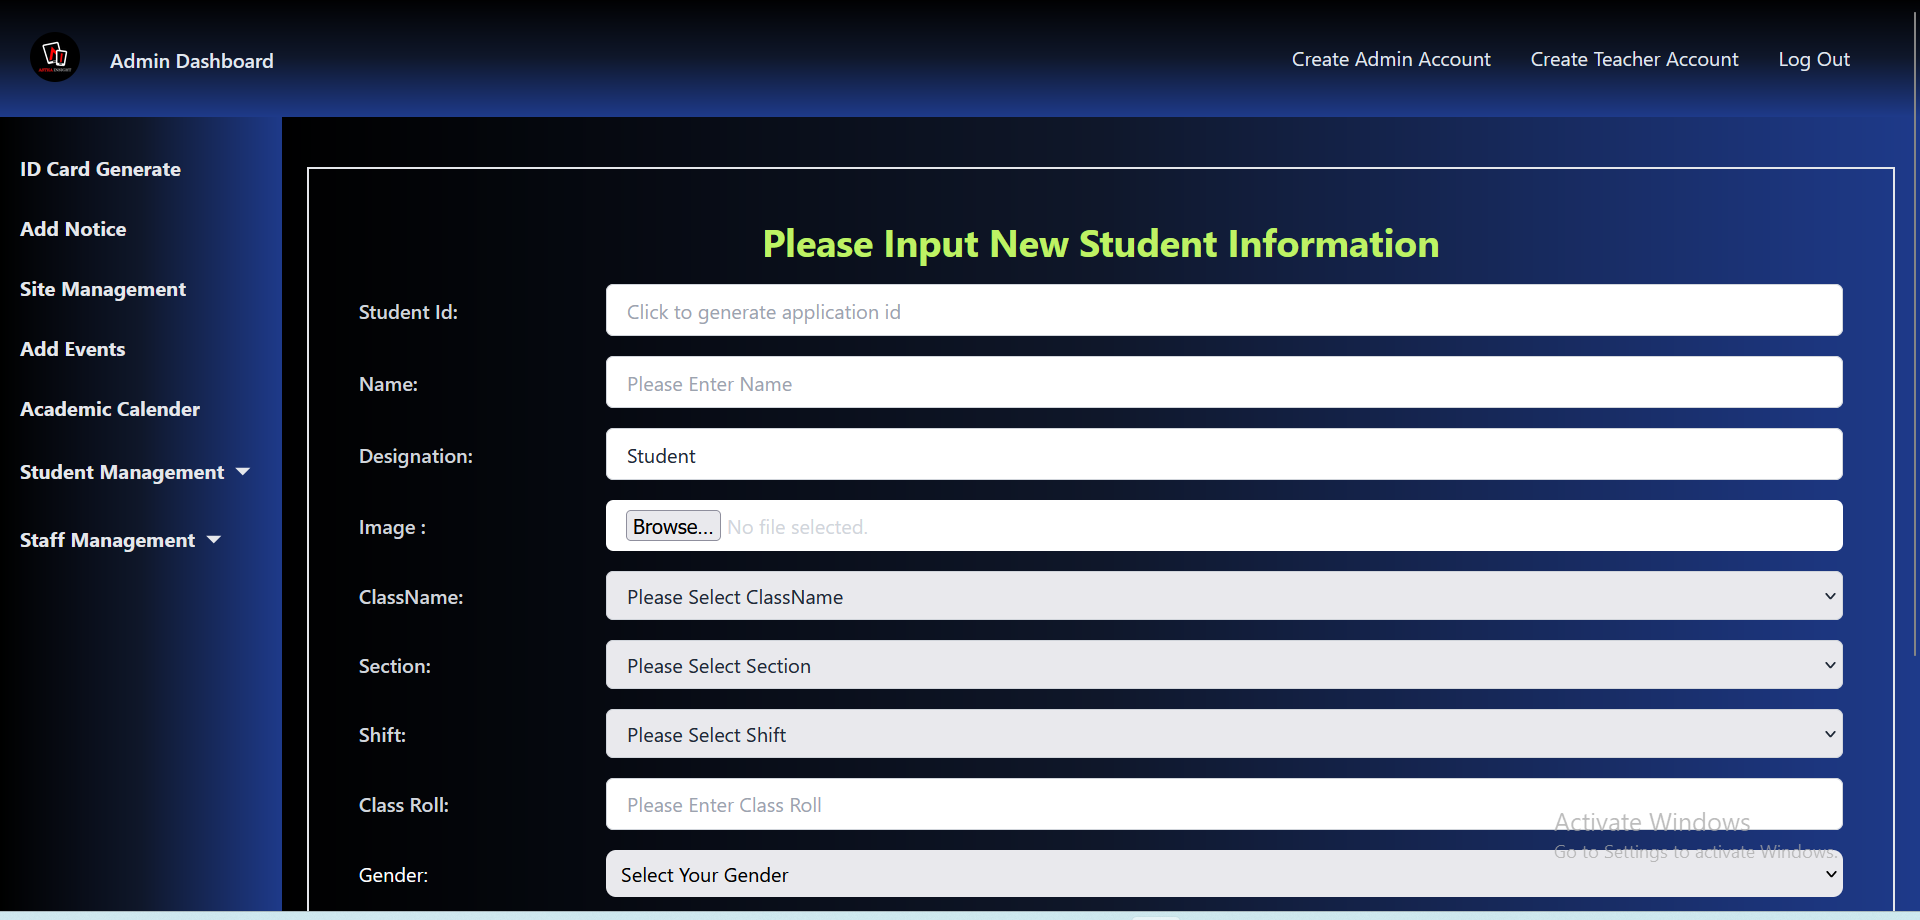 Admin Dashboard
Create Admin Account
Create Teacher Account
Log Out
ID Card Generate
Add Notice
Site Management
Add Events
Academic Calender
Student Management
Staff Management
Please Input New Student Information
Student Id:
Click to generate application id
Name:
Please Enter Name
Designation:
Student
Image :
Browse... No file selected.
ClassName:
Please Select ClassName
Section:
Please Select Section
Shift:
Please Select Shift
Class Roll:
Please Enter Class Roll
Gender:
Select Your Gender
Activate Windows
Go to Settings to activate Windows.